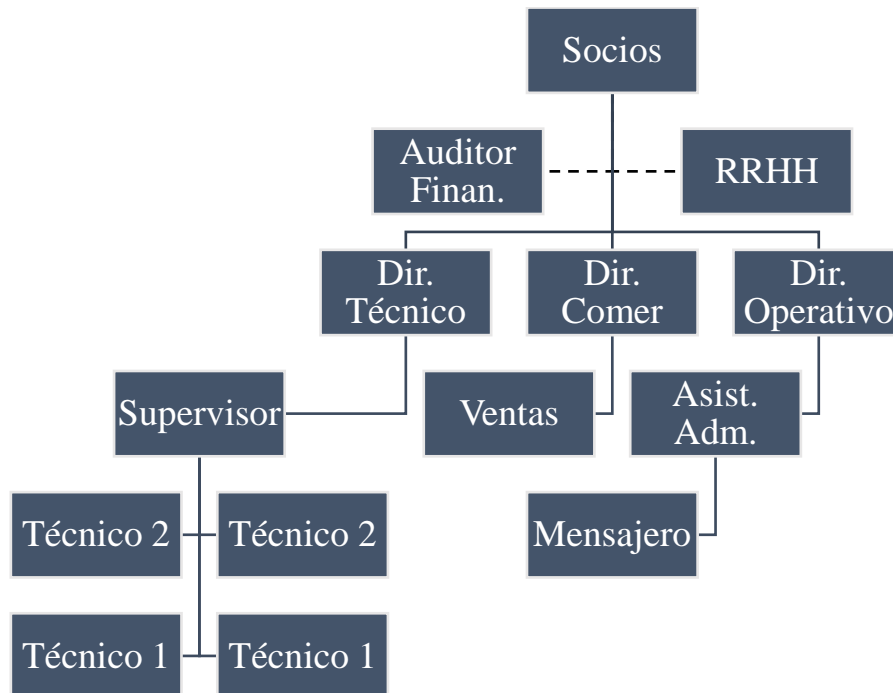 Socios
Auditor
Finan.
RRHH
Dir.
Técnico
Dir.
Comer
Dir.
Operativo
Supervisor
Ventas
Asist.
Adm.
Técnico 2
Técnico 2
Mensajero
Técnico 1
Técnico 1